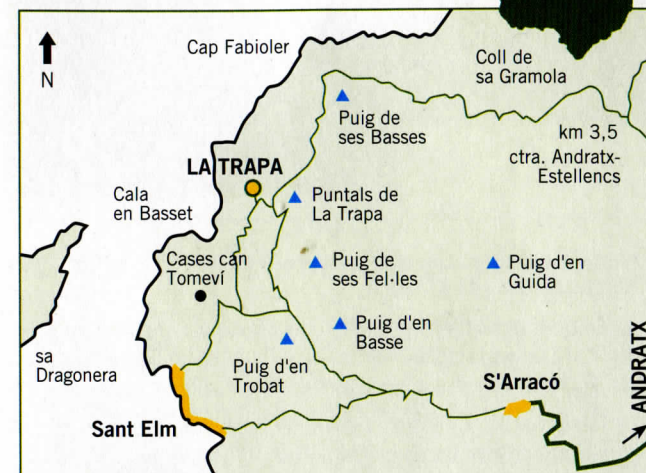 N
Cap Fabioler
Coll de
sa Gramola
Puig de
ses Basses
km 3,5
ctra. Andratx-
Estellencs
LA TRAPA
Cala
en Basset
Puntals de
La Trapa
Cases can
Tomeví
Puig de
ses Fel·les
Puig d'en
Guida
Puig d'en
Basse
sa
Dragonera
Puig d'en
Trobat
S'Arracó
ANDRATX
Sant Elm